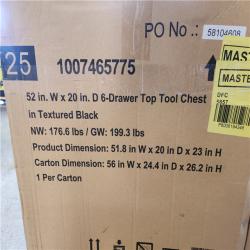 PO No :
58104608
25
1007465775
MAST
MASTE
52 in. W x 20 in. D 6-Drawer Top Tool Chest
in Textured Black
DFC
NW: 176.6 lbs / GW: 199.3 lbs
Product Dimension: 51.8 in W x 20 in D x 23 in H
Carton Dimension: 56 in W x 24.4 in D x 26.2 in H
1 Per Carton